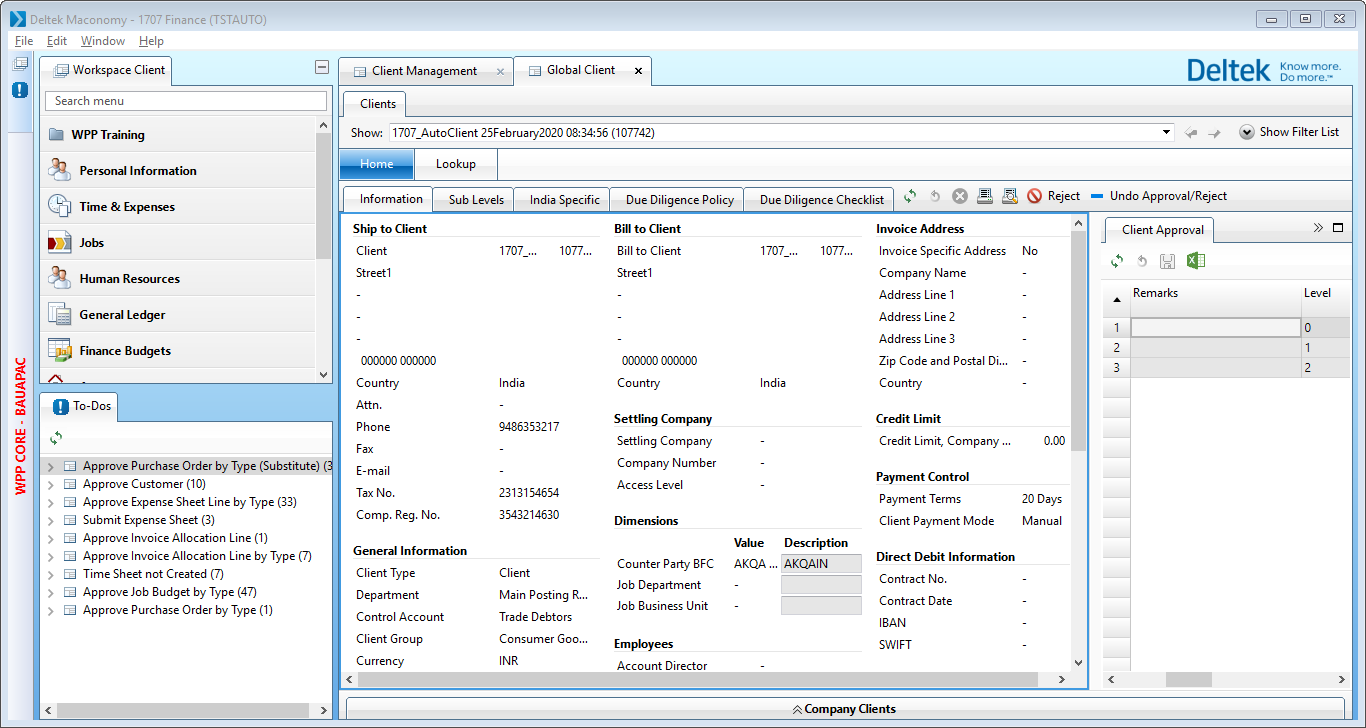 Deltek Maconomy - 1707 Finance (TSTAUTO)
File Edit Window Help
Workspace Client
Search menu
WPP Training
Personal Information
Time & Expenses
Jobs
Human Resources
General Ledger
Finance Budgets
WPP CORE - BAUAPAC
To-Dos
Approve Purchase Order by Type (Substitute) (3
Approve Customer (10)
Approve Expense Sheet Line by Type (33)
Submit Expense Sheet (3)
Approve Invoice Allocation Line (1)
Approve Invoice Allocation Line by Type (7)
Time Sheet not Created (7)
Approve Job Budget by Type (47)
Approve Purchase Order by Type (1)
Client Management Global Client
Deltek Know more. Do more.™
Clients
Show: 1707_AutoClient 25February2020 08:34:56 (107742) Show Filter List
Home Lookup
Information Sub Levels India Specific Due Diligence Policy Due Diligence Checklist Reject Undo Approval/Reject
Ship to Client
Client 1707_... 1077...
Street1
-
-
-
000000 000000
Country India
Attn. -
Phone 9486353217
Fax -
E-mail -
Tax No. 2313154654
Comp. Reg. No. 3543214630
General Information
Client Type Client
Department Main Posting R...
Control Account Trade Debtors
Client Group Consumer Goo...
Currency INR
Bill to Client
Bill to Client 1707_... 1077...
Street1
-
-
-
000000 000000
Country India
Settling Company
Settling Company -
Company Number -
Access Level -
Dimensions
Value Description
Counter Party BFC AKQA ... AKQAIN
Job Department -
Job Business Unit -
Employees
Account Director -
Invoice Address
Invoice Specific Address No
Company Name -
Address Line 1 -
Address Line 2 -
Address Line 3 -
Zip Code and Postal Di... -
Country -
Credit Limit
Credit Limit, Company ... 0.00
Payment Control
Payment Terms 20 Days
Client Payment Mode Manual
Direct Debit Information
Contract No. -
Contract Date -
IBAN -
SWIFT -
Client Approval
Remarks Level
1 0
2 1
3 2
Company Clients